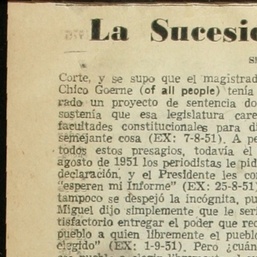 La Sucesi
Corte, y se supo que el magistrad
Chico Goerne (of all people) tenía
rado un proyecto de sentencia do
sostenía que esa legislatura care
facultades constitucionales para di
semejante cosa (EX: 7-8-51). A pe
todos estos presagios, todavía el
agosto de 1951 los periodistas le pid
declaración, y el Presidente les con
"esperen mi Informe" (EX: 25-8-51)
tampoco se despejó la incógnita, pu
Miguel dijo simplemente que le seri
tisfactorio entregar el poder que rec
pueblo a quien libremente el pueblo
elegido" (EX: 1-9-51). Pero ¿cuán